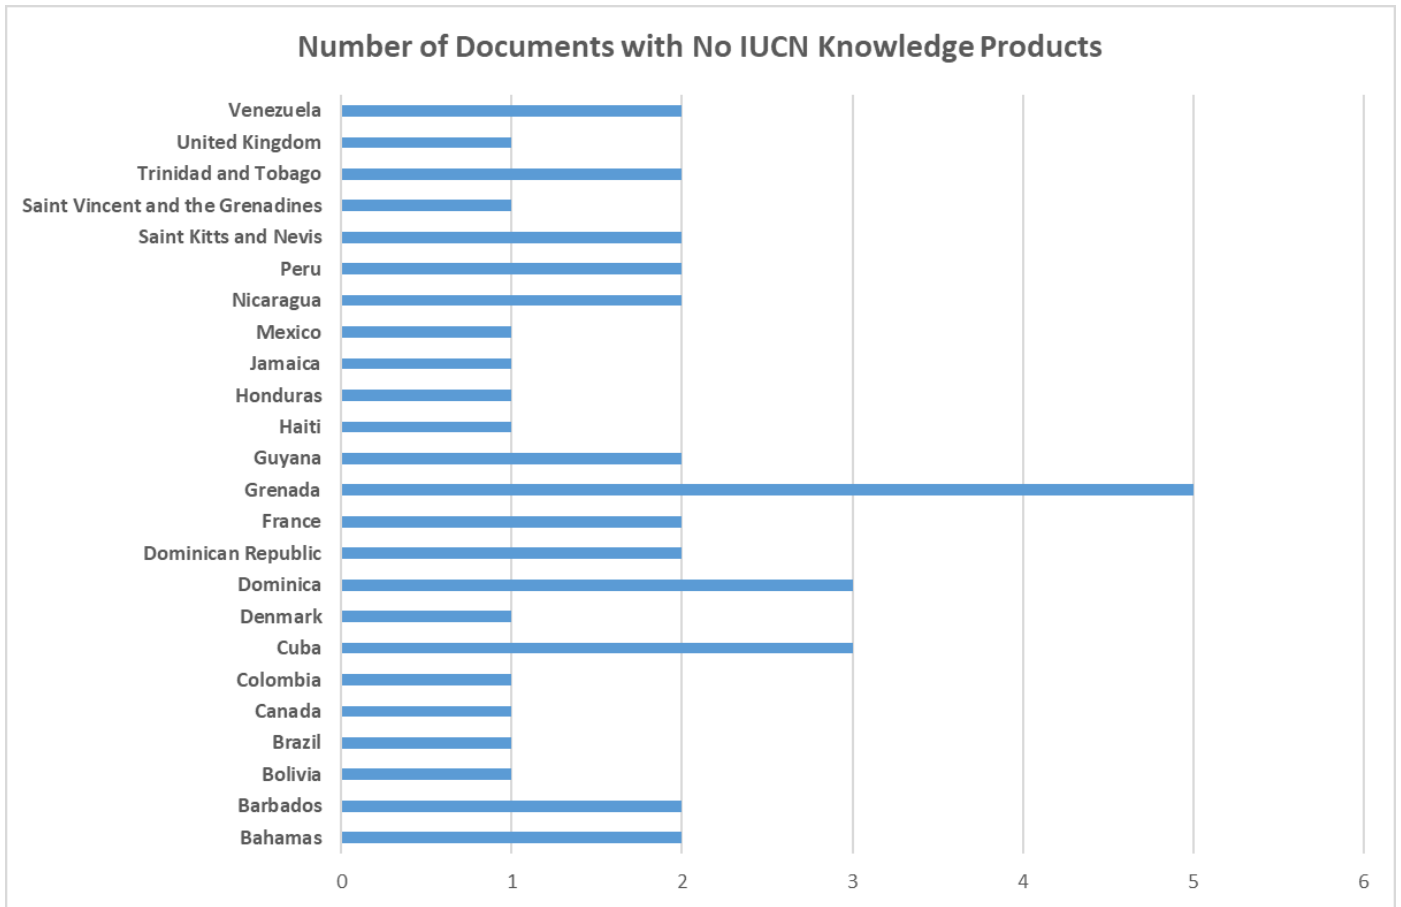 Number of Documents with No IUCN Knowledge Products
Venezuela
United Kingdom
Trinidad and Tobago
Saint Vincent and the Grenadines
Saint Kitts and Nevis
Peru
Nicaragua
Mexico
Jamaica
Honduras
Haiti
Guyana
Grenada
France
Dominican Republic
Dominica
Denmark
Cuba
Colombia
Canada
Brazil
Bolivia
Barbados
Bahamas
0 1 2 3 4 5 6